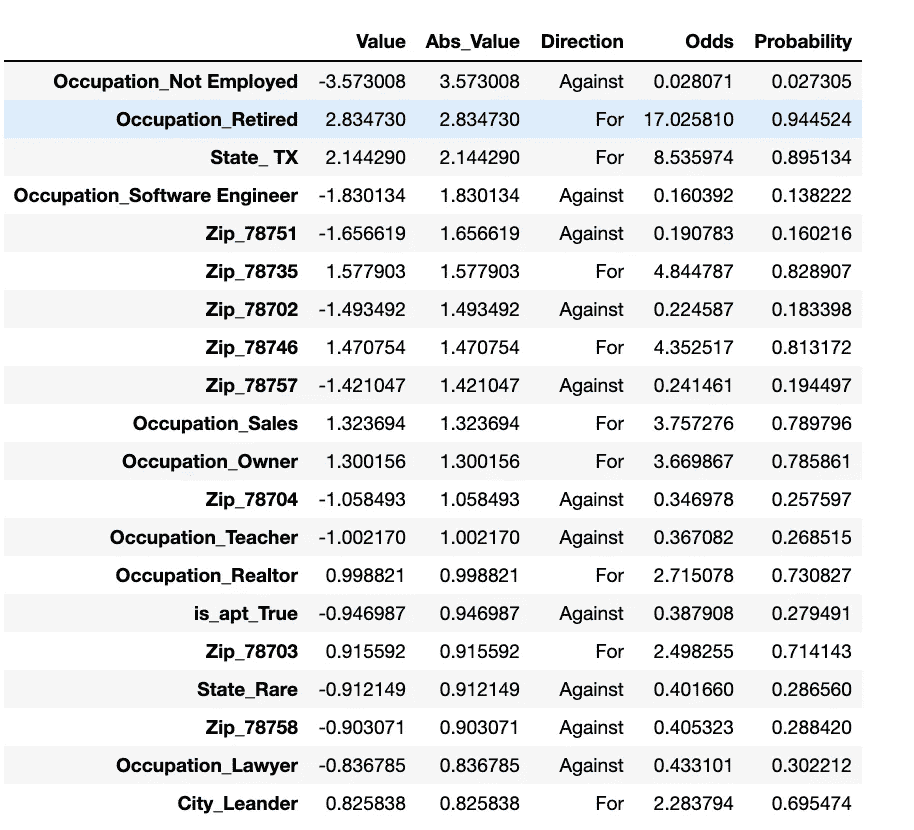 Value Abs_Value Direction Odds Probability
Occupation_Not Employed -3.573008 3.573008 Against 0.028071 0.027305
Occupation_Retired 2.834730 2.834730 For 17.025810 0.944524
State_ TX 2.144290 2.144290 For 8.535974 0.895134
Occupation_Software Engineer -1.830134 1.830134 Against 0.160392 0.138222
Zip_78751 -1.656619 1.656619 Against 0.190783 0.160216
Zip_78735 1.577903 1.577903 For 4.844787 0.828907
Zip_78702 -1.493492 1.493492 Against 0.224587 0.183398
Zip_78746 1.470754 1.470754 For 4.352517 0.813172
Zip_78757 -1.421047 1.421047 Against 0.241461 0.194497
Occupation_Sales 1.323694 1.323694 For 3.757276 0.789796
Occupation_Owner 1.300156 1.300156 For 3.669867 0.785861
Zip_78704 -1.058493 1.058493 Against 0.346978 0.257597
Occupation_Teacher -1.002170 1.002170 Against 0.367082 0.268515
Occupation_Realtor 0.998821 0.998821 For 2.715078 0.730827
is_apt_True -0.946987 0.946987 Against 0.387908 0.279491
Zip_78703 0.915592 0.915592 For 2.498255 0.714143
State_Rare -0.912149 0.912149 Against 0.401660 0.286560
Zip_78758 -0.903071 0.903071 Against 0.405323 0.288420
Occupation_Lawyer -0.836785 0.836785 Against 0.433101 0.302212
City_Leander 0.825838 0.825838 For 2.283794 0.695474